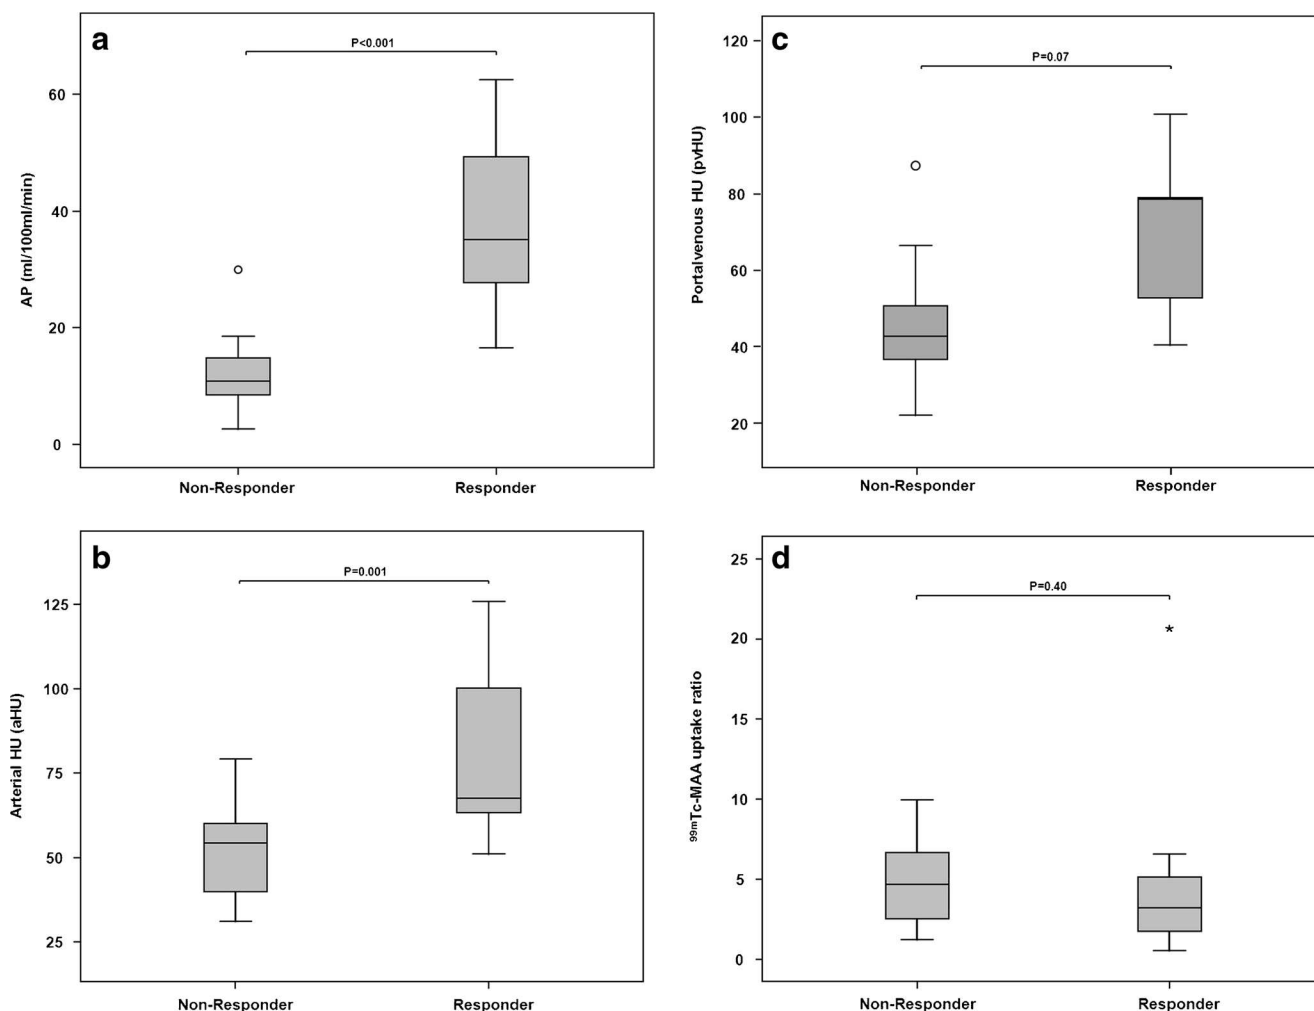 a
P<0.001
60
40
20
0
AP (ml/100ml/min)
Non-Responder Responder
c
P=0.07
120
100
80
60
40
20
Portalvenous HU (pvHU)
Non-Responder Responder
b
P=0.001
125
100
75
50
25
Arterial HU (aHU)
Non-Responder Responder
d
P=0.40
25
20
*
15
10
5
0
⁹⁹ᵐTc-MAA uptake ratio
Non-Responder Responder